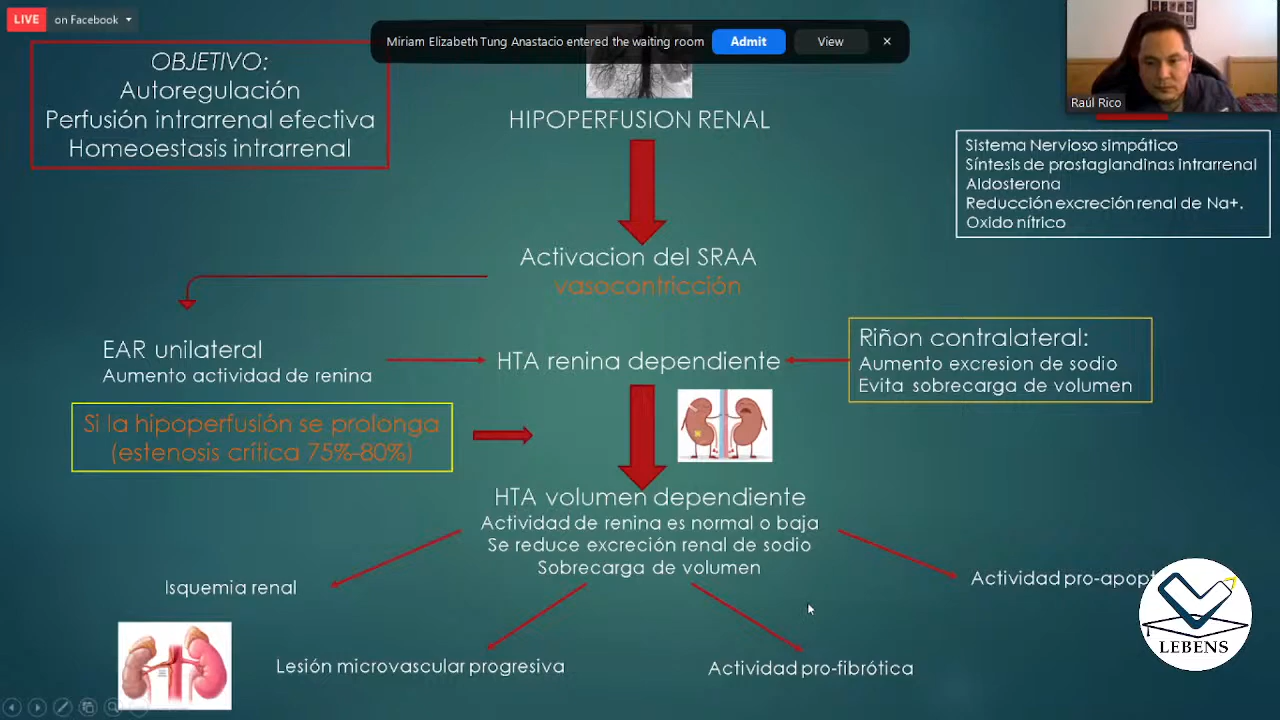 LIVE on Facebook
Miriam Elizabeth Tung Anastacio entered the waiting room Admit View
Raúl Rico
OBJETIVO:
Autoregulación
Perfusión intrarrenal efectiva
Homeoestasis intrarrenal
HIPOPERFUSION RENAL
Sistema Nervioso simpático
Síntesis de prostaglandinas intrarrenal
Aldosterona
Reducción excreción renal de Na+.
Oxido nítrico
Activacion del SRAA
vasocontricción
EAR unilateral
Aumento actividad de renina
HTA renina dependiente
Riñon contralateral:
Aumento excresion de sodio
Evita sobrecarga de volumen
Si la hipoperfusión se prolonga
(estenosis crítica 75%-80%)
HTA volumen dependiente
Actividad de renina es normal o baja
Se reduce excreción renal de sodio
Sobrecarga de volumen
Isquemia renal
Lesión microvascular progresiva
Actividad pro-fibrótica
Actividad pro-apopt
LEBENS